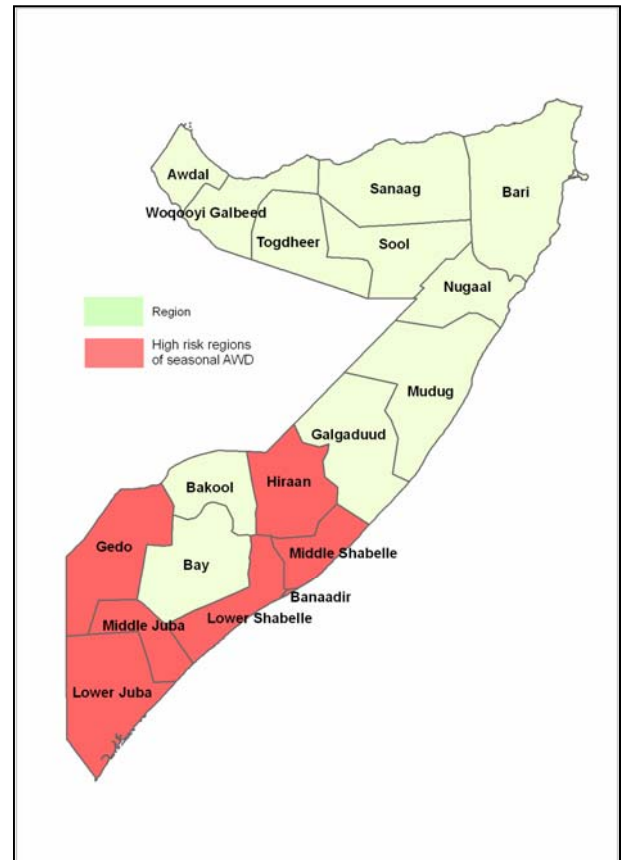 Awdal
Sanaag
Bari
Woqooyi Galbeed
Togdheer
Sool
Nugaal
Region
High risk regions
of seasonal AWD
Mudug
Galgaduud
Hiraan
Bakool
Gedo
Middle Shabelle
Bay
Banaadir
Lower Shabelle
Middle Juba
Lower Juba